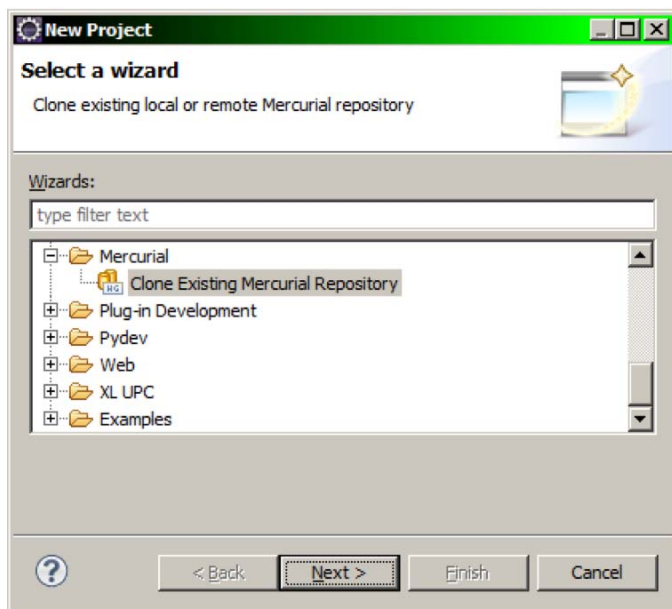 New Project
Select a wizard
Clone existing local or remote Mercurial repository
Wizards:
type filter text
Mercurial
HG Clone Existing Mercurial Repository
Plug-in Development
Pydev
Web
XL UPC
Examples
? < Back Next > Finish Cancel